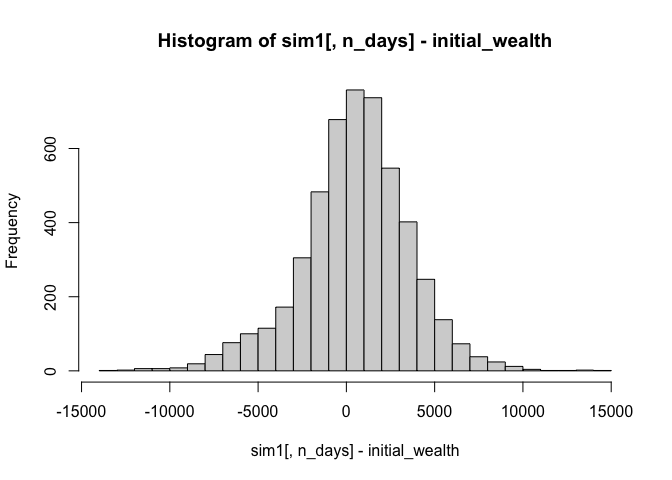 Histogram of sim1[, n_days] - initial_wealth
Frequency
600
400
200
0
-15000 -10000 -5000 0 5000 10000 15000
sim1[, n_days] - initial_wealth